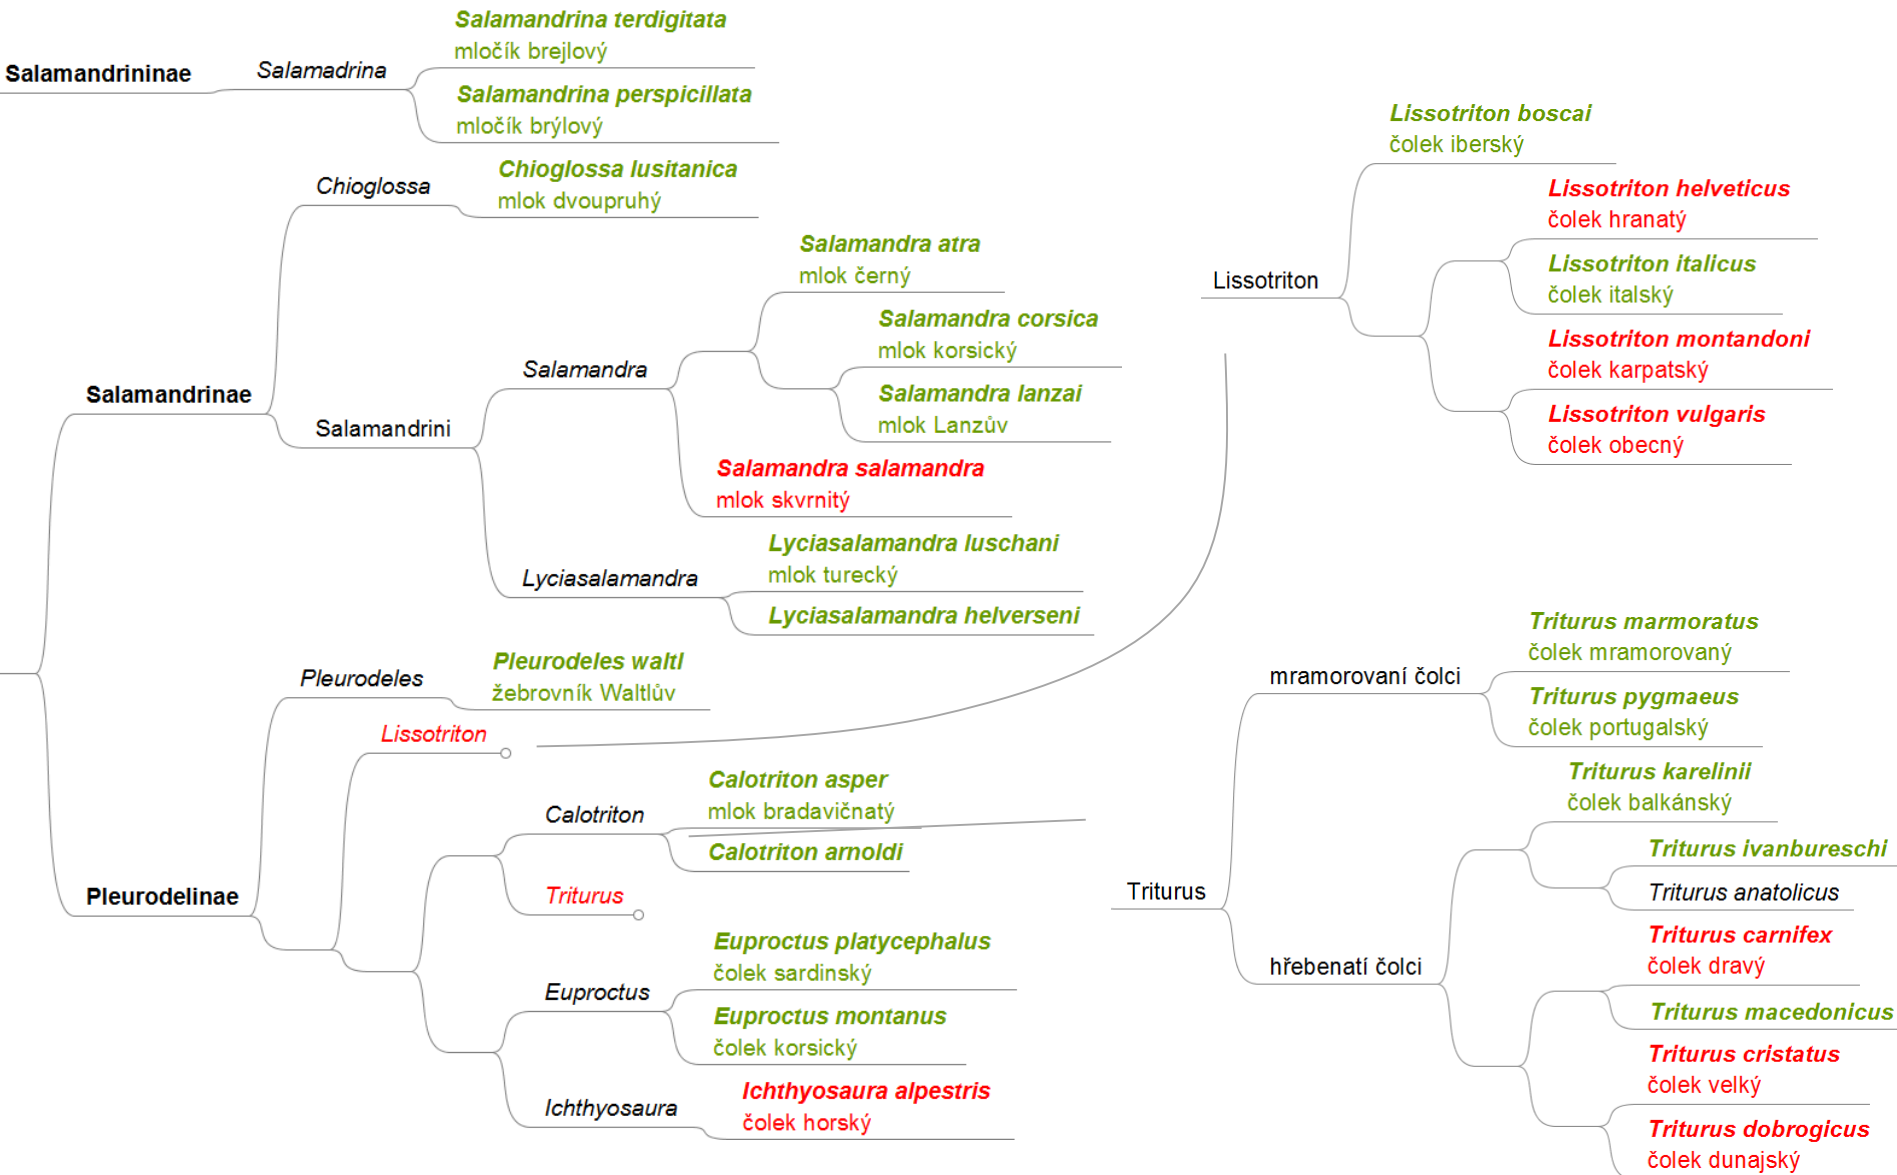 Salamandrininae
Salamadrina
Salamandrina terdigitata
mločík brejlový
Salamandrina perspicillata
mločík brýlový
Salamandrinae
Chioglossa
Chioglossa lusitanica
mlok dvoupruhý
Salamandrini
Salamandra
Salamandra atra
mlok černý
Salamandra corsica
mlok korsický
Salamandra lanzai
mlok Lanzův
Salamandra salamandra
mlok skvrnitý
Lyciasalamandra
Lyciasalamandra luschani
mlok turecký
Lyciasalamandra helverseni
Pleurodelinae
Pleurodeles
Pleurodeles waltl
žebrovník Waltlův
Lissotriton
Calotriton
Calotriton asper
mlok bradavičnatý
Calotriton arnoldi
Triturus
Euproctus
Euproctus platycephalus
čolek sardinský
Euproctus montanus
čolek korsický
Ichthyosaura
Ichthyosaura alpestris
čolek horský
Lissotriton
Lissotriton boscai
čolek iberský
Lissotriton helveticus
čolek hranatý
Lissotriton italicus
čolek italský
Lissotriton montandoni
čolek karpatský
Lissotriton vulgaris
čolek obecný
Triturus
mramorovaní čolci
Triturus marmoratus
čolek mramorovaný
Triturus pygmaeus
čolek portugalský
hřebenatí čolci
Triturus karelinii
čolek balkánský
Triturus ivanbureschi
Triturus anatolicus
Triturus carnifex
čolek dravý
Triturus macedonicus
Triturus cristatus
čolek velký
Triturus dobrogicus
čolek dunajský